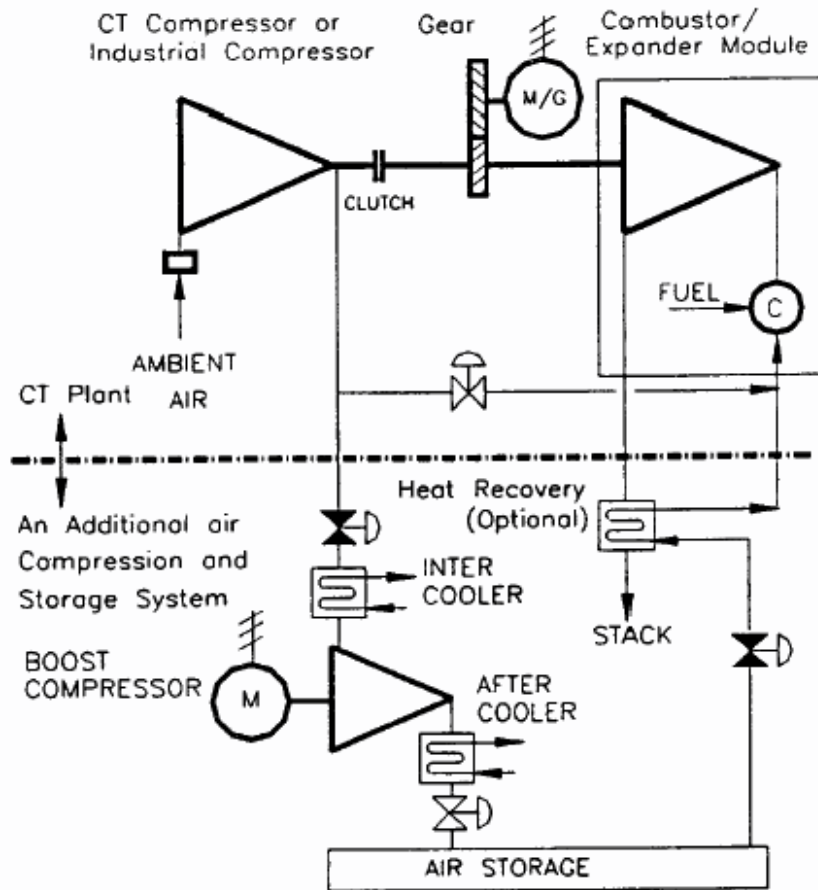 CT Compressor or
Industrial Compressor
Gear
Combustor/
Expander Module
M/G
CLUTCH
FUEL
C
AMBIENT
AIR
CT Plant
An Additional air
Compression and
Storage System
Heat Recovery
(Optional)
INTER
COOLER
STACK
BOOST
COMPRESSOR
M
AFTER
COOLER
AIR STORAGE